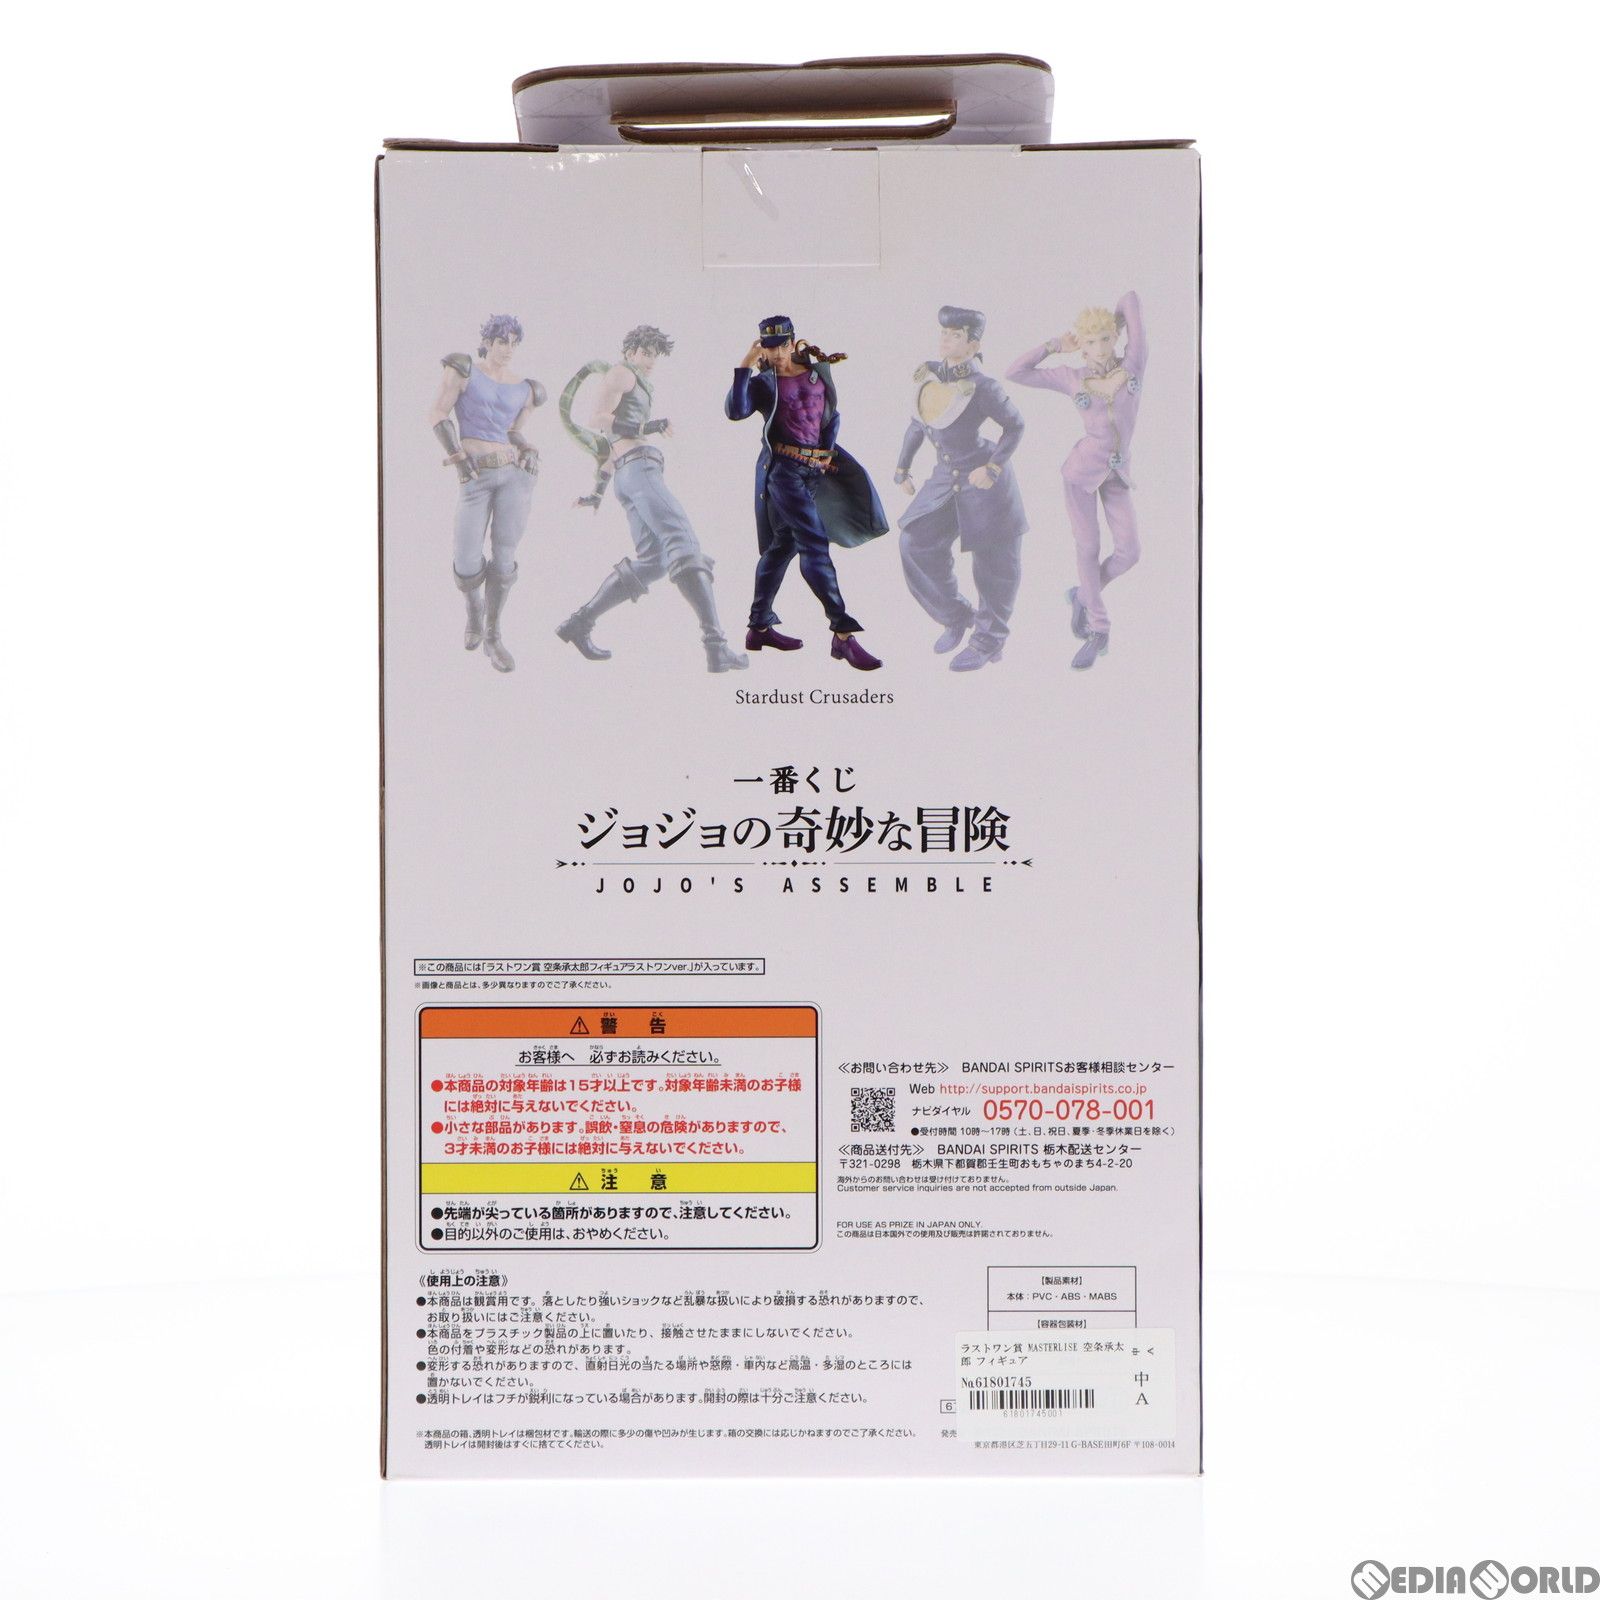 Stardust Crusaders
一番くじ
ジョジョの奇妙な冒険
JOJO'S ASSEMBLE
※この商品には「ラストワン賞 空条承太郎フィギュアラストワンver.」が入っています。
※画像と商品とは、多少異なりますのでご了承ください。
⚠ 警告
お客様へ 必ずお読みください。
●本商品の対象年齢は15才以上です。対象年齢未満のお子様
には絶対に与えないでください。
●小さな部品があります。誤飲・窒息の危険がありますので、
3才未満のお子様には絶対に与えないでください。
⚠ 注意
●先端が尖っている箇所がありますので、注意してください。
●目的以外のご使用は、おやめください。
≪お問い合わせ先≫ BANDAI SPIRITSお客様相談センター
Web http://support.bandaispirits.co.jp
ナビダイヤル 0570-078-001
●受付時間 10時～17時 (土、日、祝日、夏季・冬季休業日を除く)
≪商品送付先≫ BANDAI SPIRITS 栃木配送センター
〒321-0298 栃木県下都賀郡壬生町おもちゃのまち4-2-20
海外からのお問い合わせは受け付けておりません。
Customer service inquiries are not accepted from outside Japan.
FOR USE AS PRIZE IN JAPAN ONLY.
この商品は日本国外での使用及び販売は許諾されておりません。
《使用上の注意》
●本商品は観賞用です。落としたり強いショックなど乱暴な扱いにより破損する恐れがありますので、
お取り扱いにはご注意ください。
●本商品をプラスチック製品の上に置いたり、接触させたままにしないでください。
色の付着や変形などの恐れがあります。
●変形する恐れがありますので、直射日光の当たる場所や窓際・車内など高温・多湿のところには
置かないでください。
●透明トレイはフチが鋭利になっている場合があります。開封の際は十分ご注意ください。
※本商品の箱、透明トレイは梱包材です。輸送の際に多少の傷や凹みが生じます。箱の交換には応じかねますのでご了承ください。
透明トレイは開封後はすぐに捨ててください。
【製品素材】
本体：PVC・ABS・MABS
【容器包装材】
ラストワン賞 MASTERLISE 空条承太
郎 フィギュア
№61801745
61801745001
中
A
発売
東京都港区芝五丁目29-11 G-BASE田町6F 〒108-0014
MEDIAWORLD